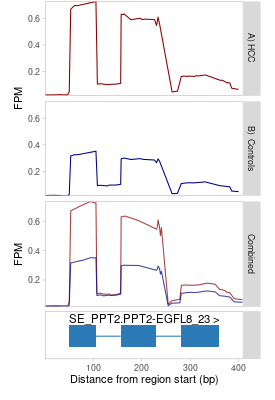 0.6
0.4
0.2
FPM
A) HCC
0.6
0.4
0.2
B) Controls
0.6
0.4
0.2
FPM
Combined
SE_PPT2.PPT2-EGFL8_23 >
100 200 300 400
Distance from region start (bp)